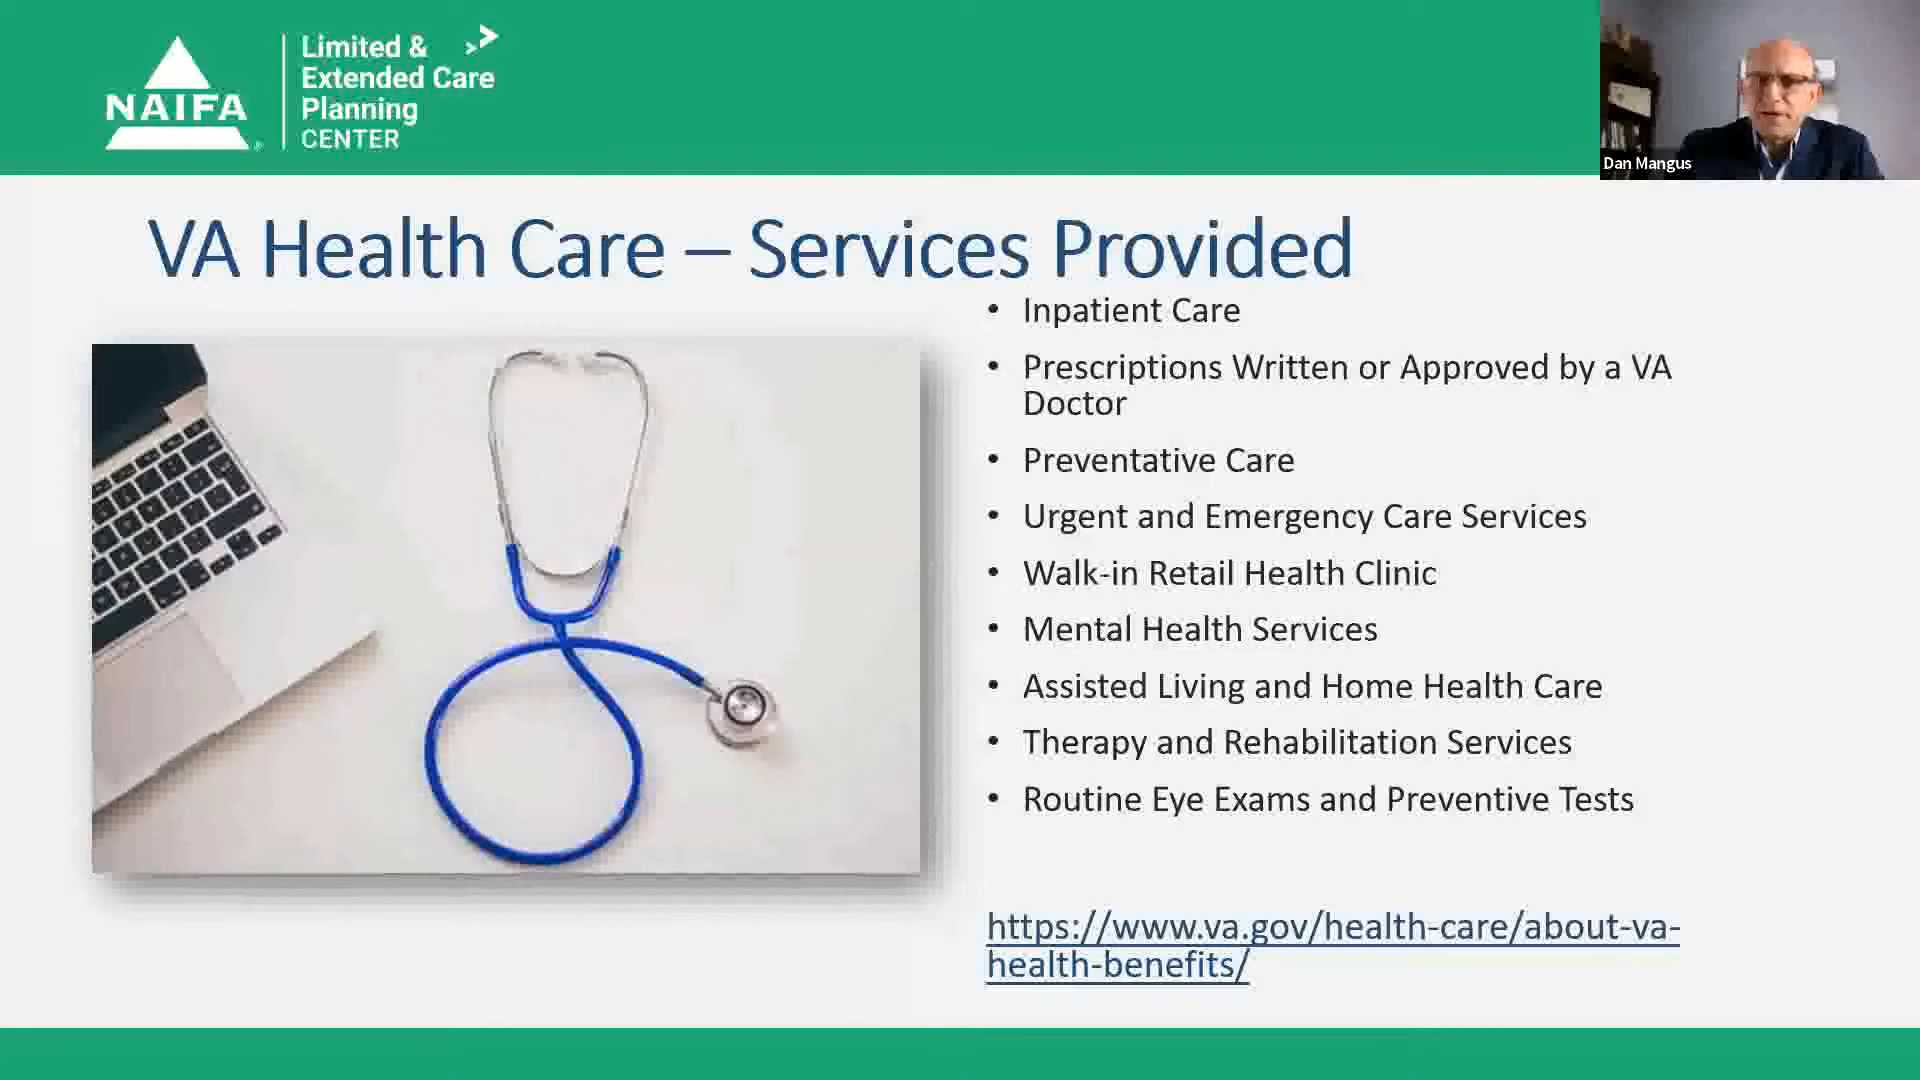 NAIFA
Limited &
Extended Care
Planning
CENTER
Dan Mangus
VA Health Care – Services Provided
• Inpatient Care
• Prescriptions Written or Approved by a VA
Doctor
• Preventative Care
• Urgent and Emergency Care Services
• Walk-in Retail Health Clinic
• Mental Health Services
• Assisted Living and Home Health Care
• Therapy and Rehabilitation Services
• Routine Eye Exams and Preventive Tests
https://www.va.gov/health-care/about-va-
health-benefits/